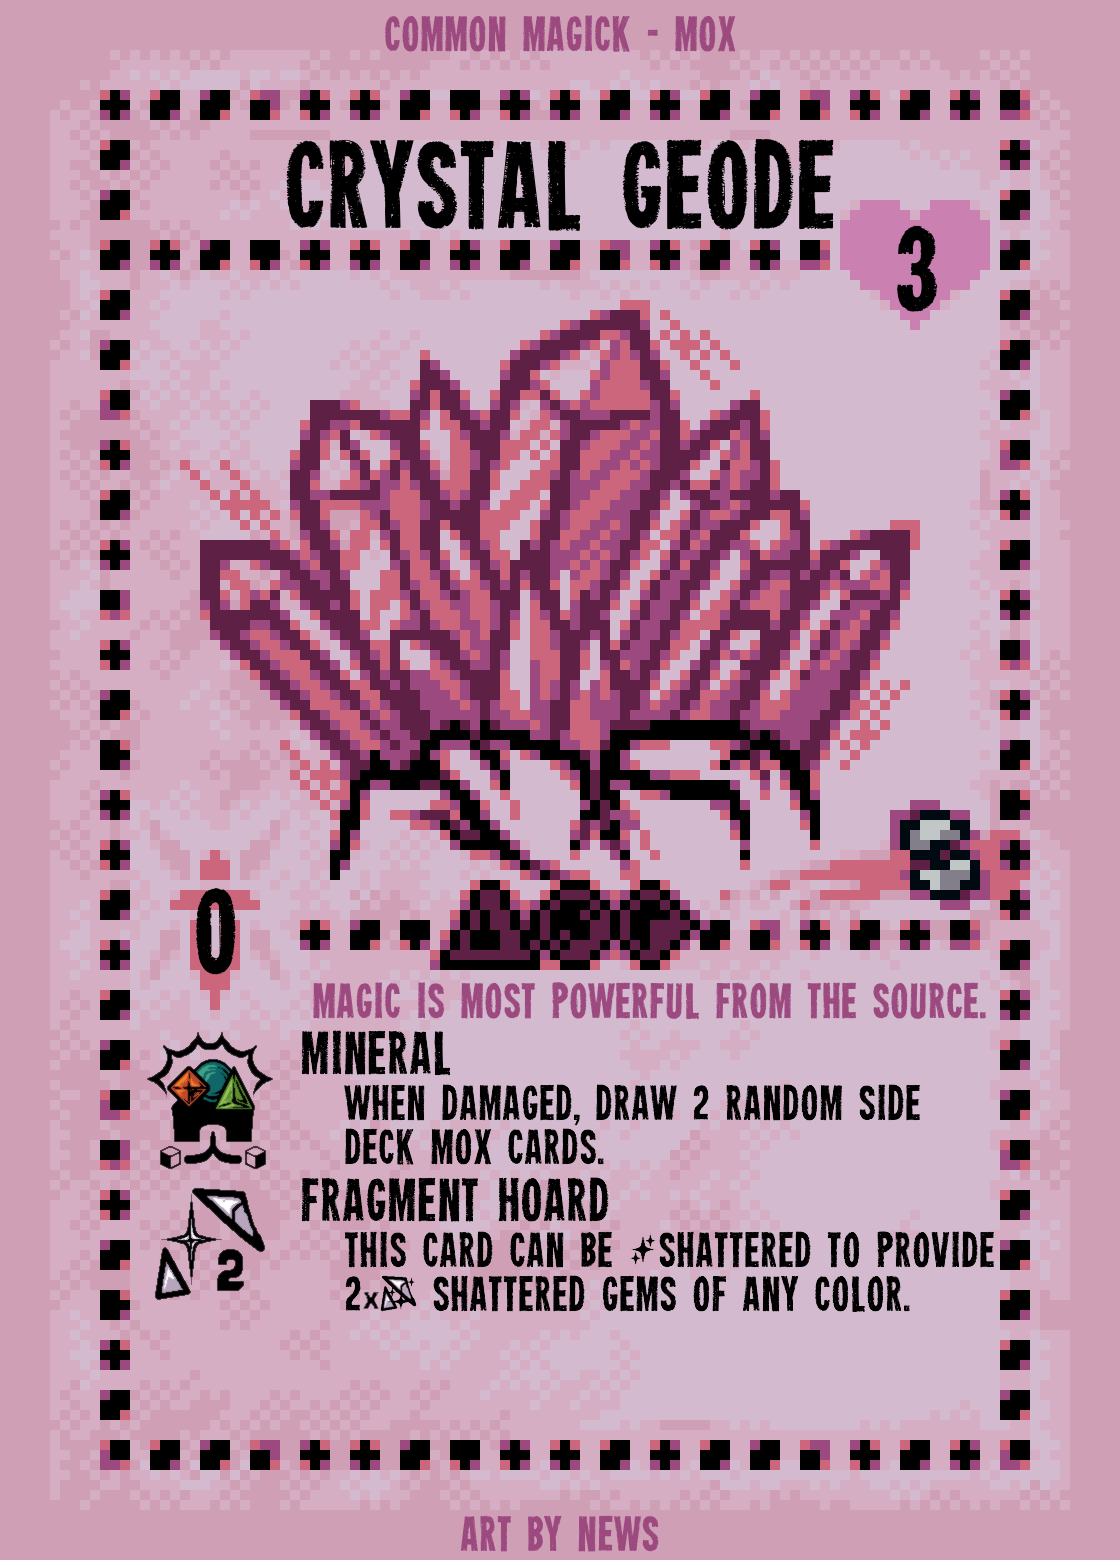 COMMON MAGICK - MOX
CRYSTAL GEODE
3
0
MAGIC IS MOST POWERFUL FROM THE SOURCE.
MINERAL
WHEN DAMAGED, DRAW 2 RANDOM SIDE
DECK MOX CARDS.
FRAGMENT HOARD
2
THIS CARD CAN BE SHATTERED TO PROVIDE
2x SHATTERED GEMS OF ANY COLOR.
ART BY NEWS